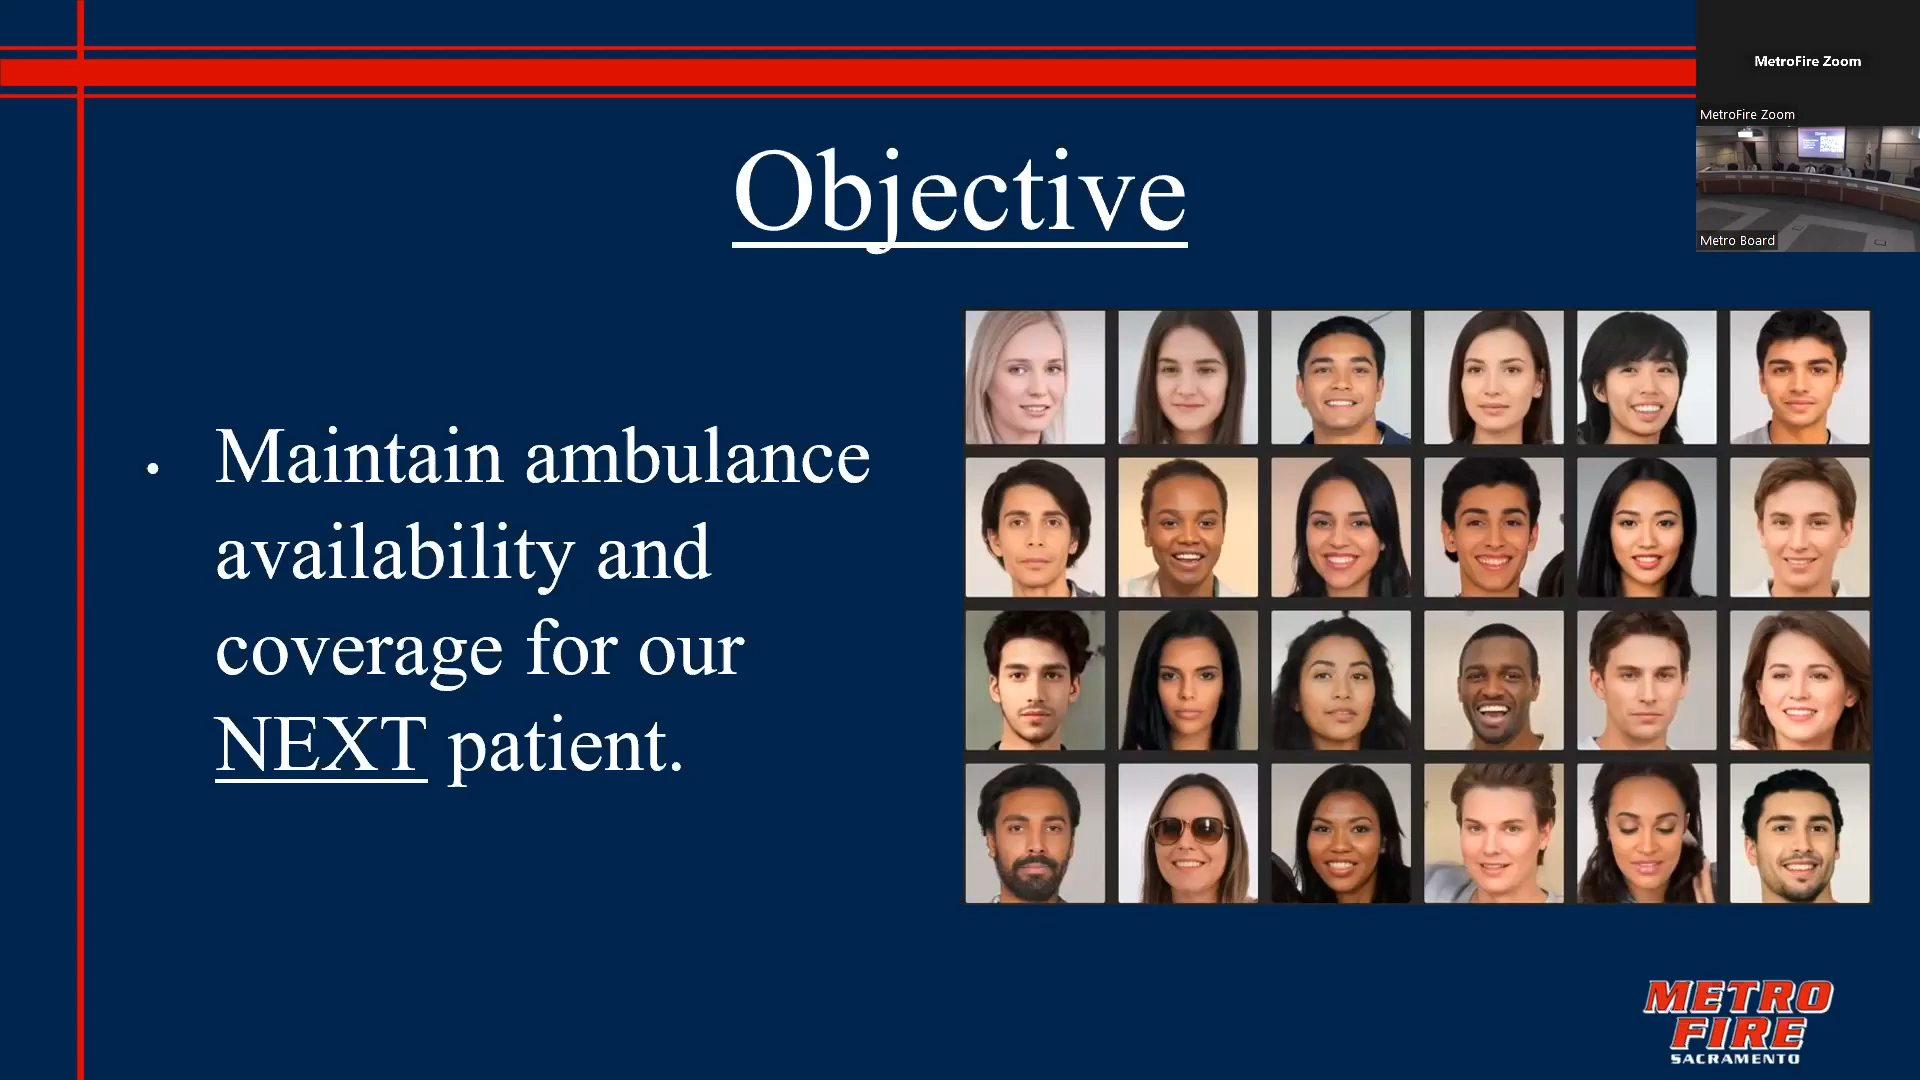 MetroFire Zoom
MetroFire Zoom
Metro Board
Objective
• Maintain ambulance
availability and
coverage for our
NEXT patient.
METRO
FIRE
SACRAMENTO